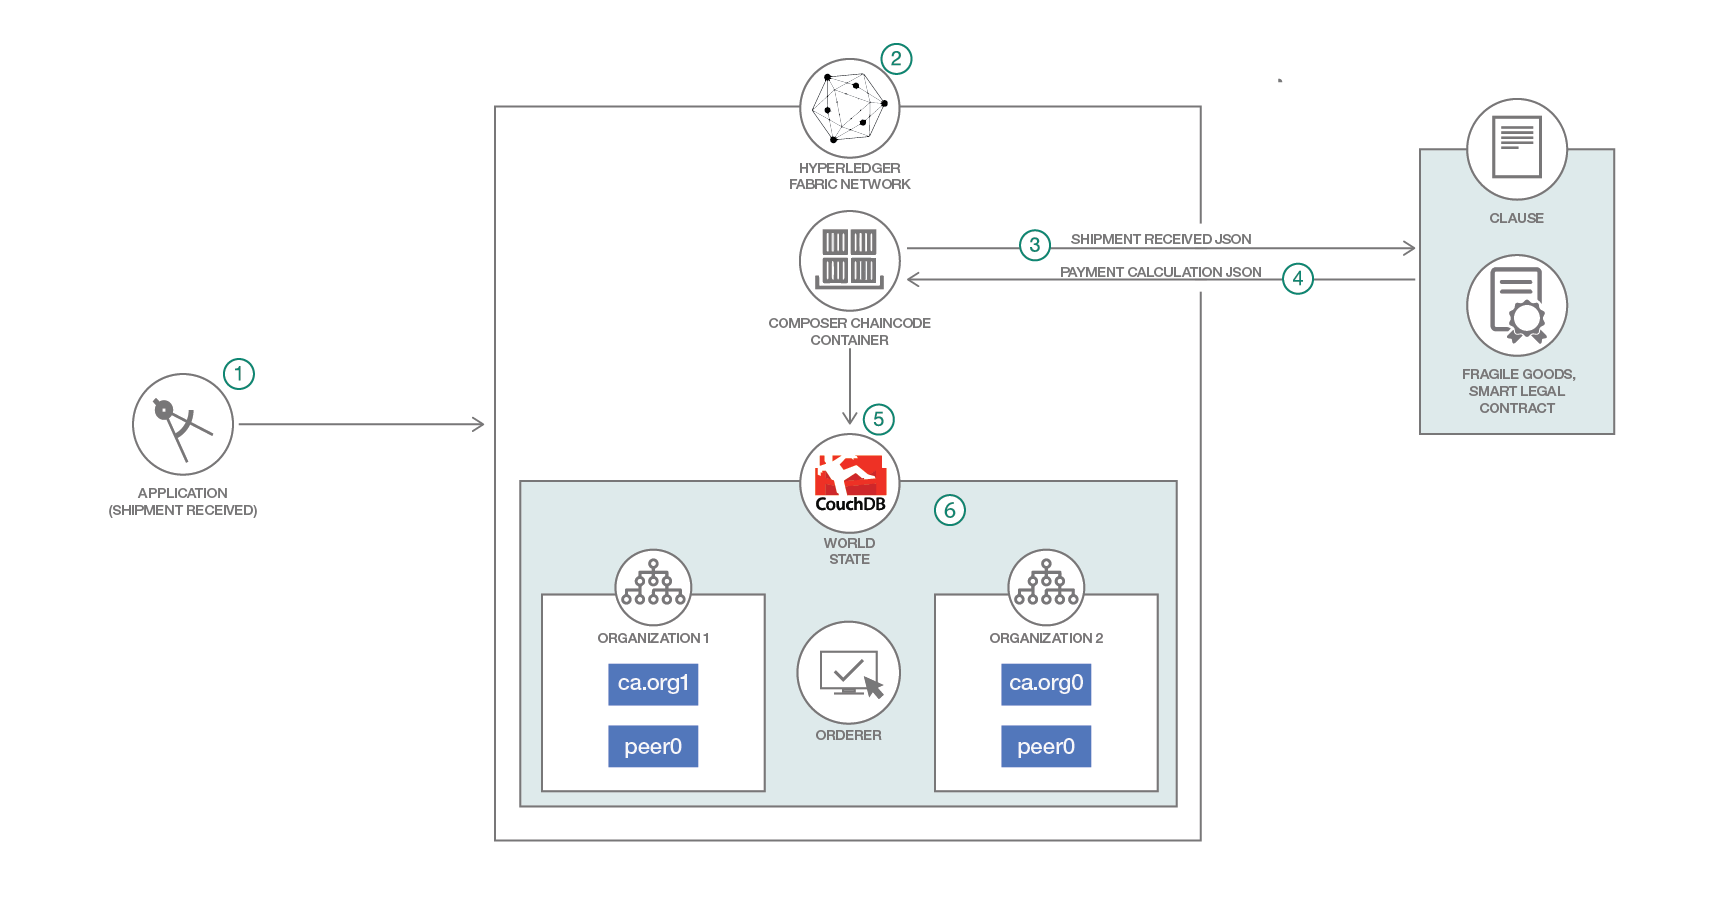 2
HYPERLEDGER
FABRIC NETWORK
CLAUSE
3
SHIPMENT RECEIVED JSON
PAYMENT CALCULATION JSON
4
COMPOSER CHAINCODE
CONTAINER
FRAGILE GOODS,
SMART LEGAL
CONTRACT
1
APPLICATION
(SHIPMENT RECEIVED)
5
CouchDB
6
WORLD
STATE
ORGANIZATION 1
ca.org1
peer0
ORDERER
ORGANIZATION 2
ca.org0
peer0